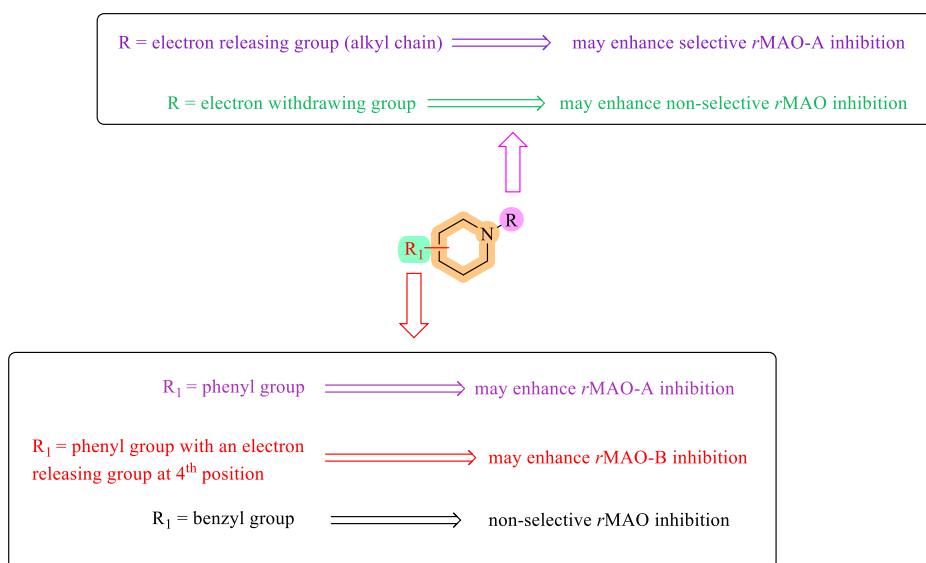 R = electron releasing group (alkyl chain) may enhance selective rMAO-A inhibition
R = electron withdrawing group may enhance non-selective rMAO inhibition
R
N
R₁
R₁ = phenyl group may enhance rMAO-A inhibition
R₁ = phenyl group with an electron
releasing group at 4ᵗʰ position may enhance rMAO-B inhibition
R₁ = benzyl group non-selective rMAO inhibition